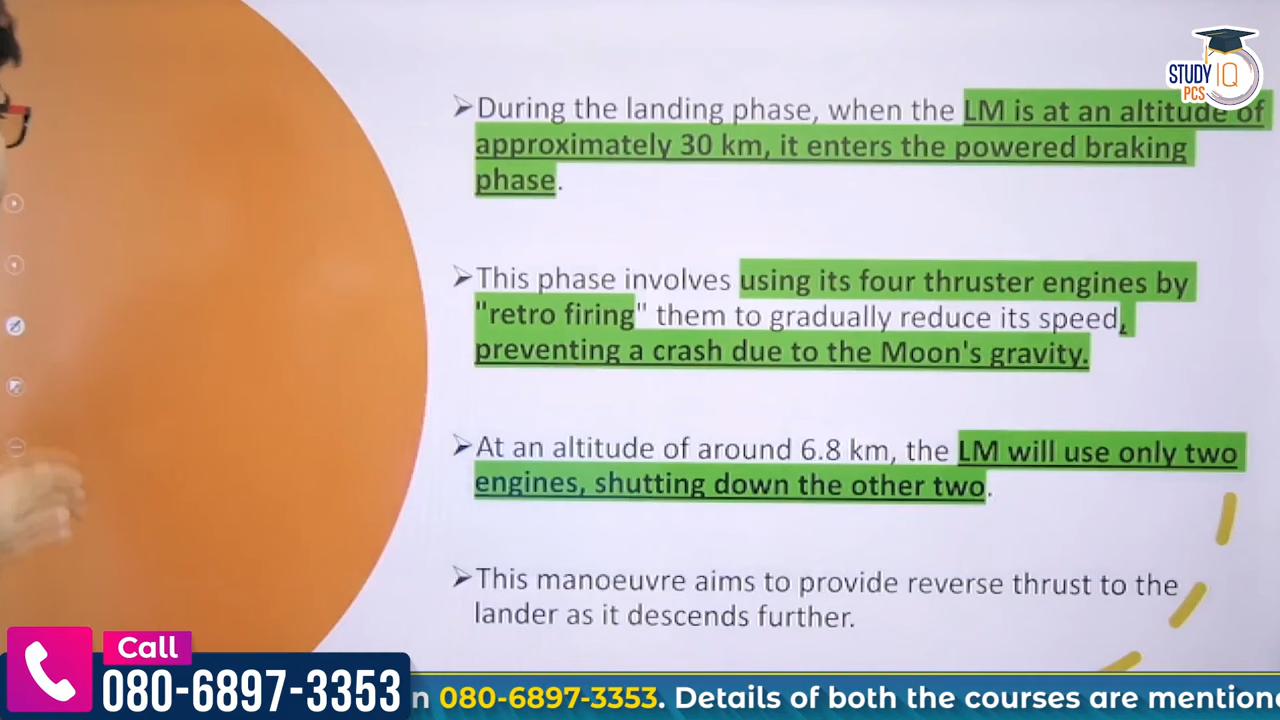 STUDY IQ
PCS
➢During the landing phase, when the LM is at an altitude of
approximately 30 km, it enters the powered braking
phase.
➢This phase involves using its four thruster engines by
"retro firing" them to gradually reduce its speed,
preventing a crash due to the Moon's gravity.
➢At an altitude of around 6.8 km, the LM will use only two
engines, shutting down the other two.
➢This manoeuvre aims to provide reverse thrust to the
lander as it descends further.
Call
080-6897-3353
n 080-6897-3353. Details of both the courses are mentione